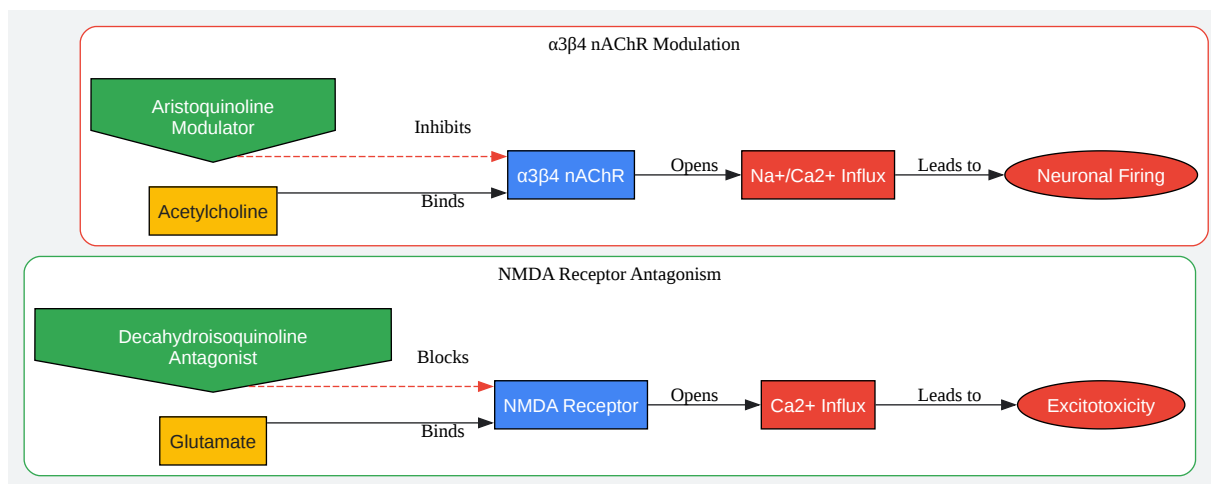 α3β4 nAChR Modulation
Aristoquinoline
Modulator
Inhibits
α3β4 nAChR
Opens
Na+/Ca2+ Influx
Leads to
Neuronal Firing
Acetylcholine
Binds
NMDA Receptor Antagonism
Decahydroisoquinoline
Antagonist
Blocks
NMDA Receptor
Opens
Ca2+ Influx
Leads to
Excitotoxicity
Glutamate
Binds